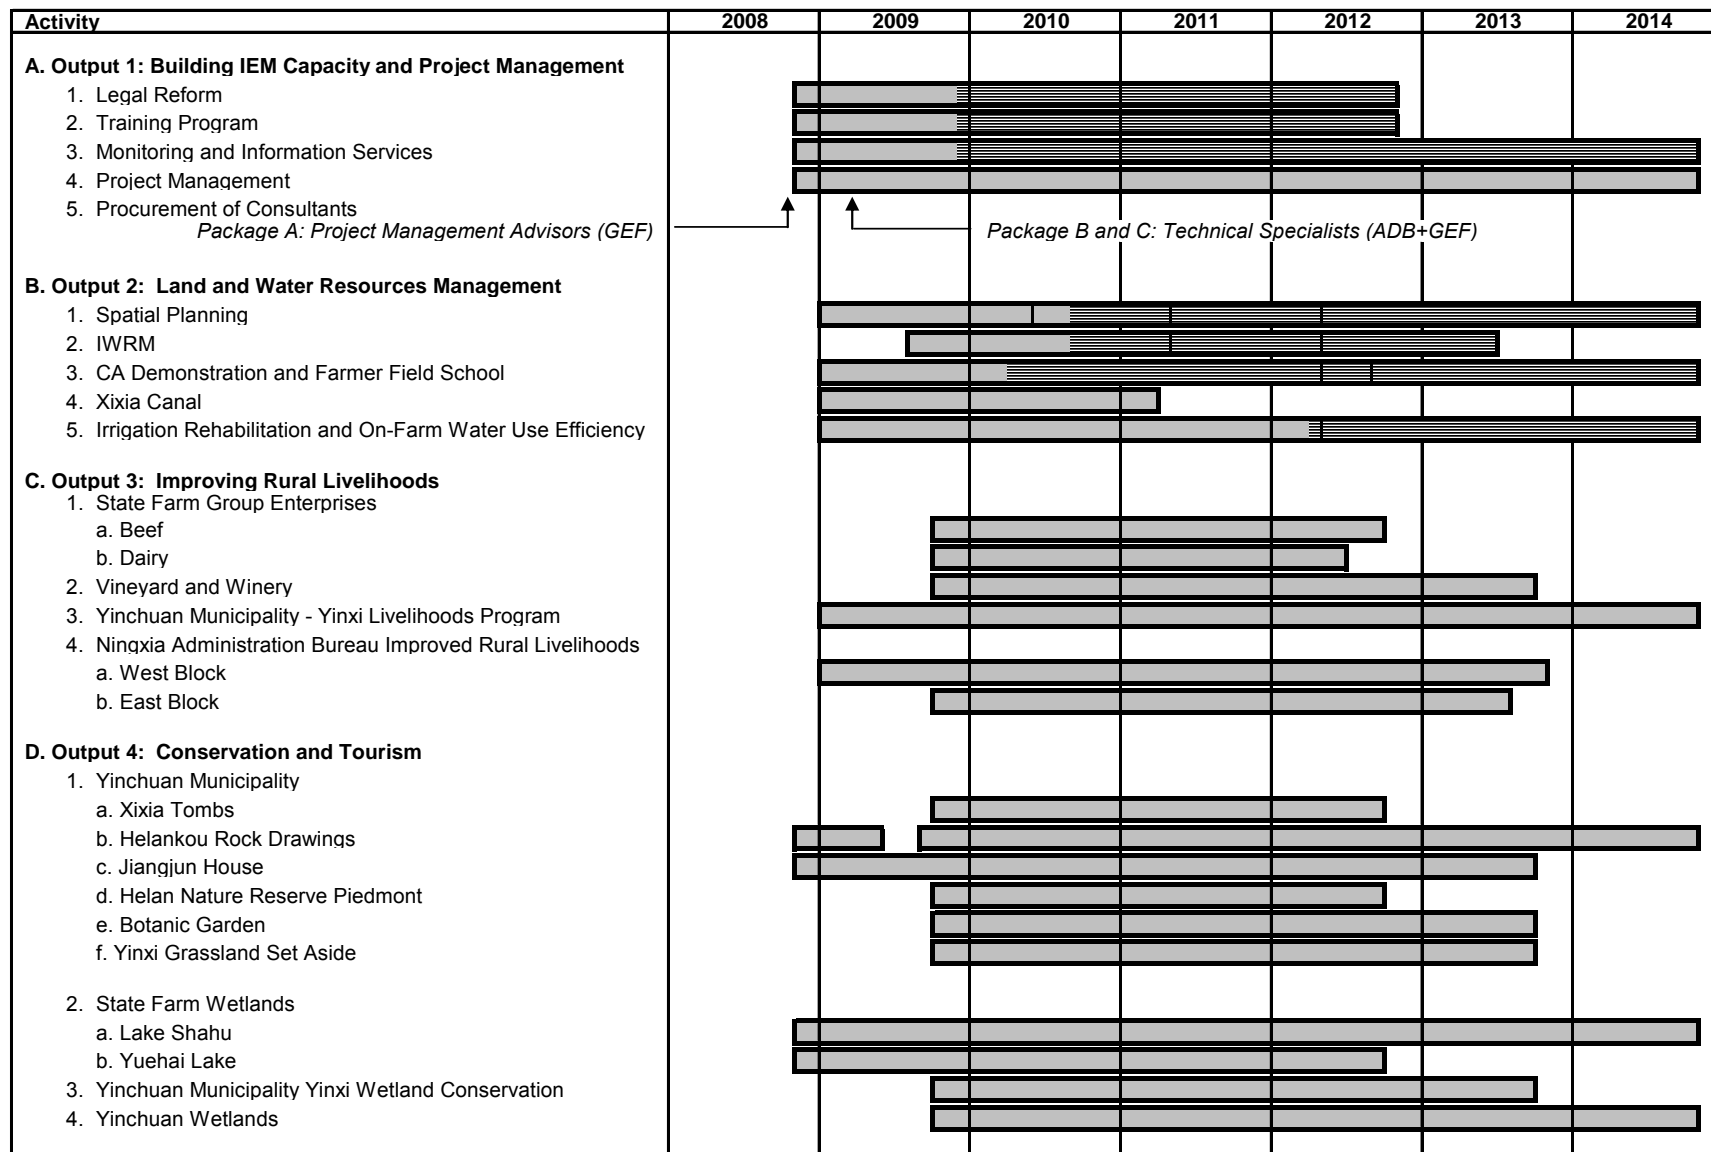 Activity 2008 2009 2010 2011 2012 2013 2014
A. Output 1: Building IEM Capacity and Project Management
1. Legal Reform
2. Training Program
3. Monitoring and Information Services
4. Project Management
5. Procurement of Consultants
Package A: Project Management Advisors (GEF) Package B and C: Technical Specialists (ADB+GEF)
B. Output 2: Land and Water Resources Management
1. Spatial Planning
2. IWRM
3. CA Demonstration and Farmer Field School
4. Xixia Canal
5. Irrigation Rehabilitation and On-Farm Water Use Efficiency
C. Output 3: Improving Rural Livelihoods
1. State Farm Group Enterprises
a. Beef
b. Dairy
2. Vineyard and Winery
3. Yinchuan Municipality - Yinxi Livelihoods Program
4. Ningxia Administration Bureau Improved Rural Livelihoods
a. West Block
b. East Block
D. Output 4: Conservation and Tourism
1. Yinchuan Municipality
a. Xixia Tombs
b. Helankou Rock Drawings
c. Jiangjun House
d. Helan Nature Reserve Piedmont
e. Botanic Garden
f. Yinxi Grassland Set Aside
2. State Farm Wetlands
a. Lake Shahu
b. Yuehai Lake
3. Yinchuan Municipality Yinxi Wetland Conservation
4. Yinchuan Wetlands